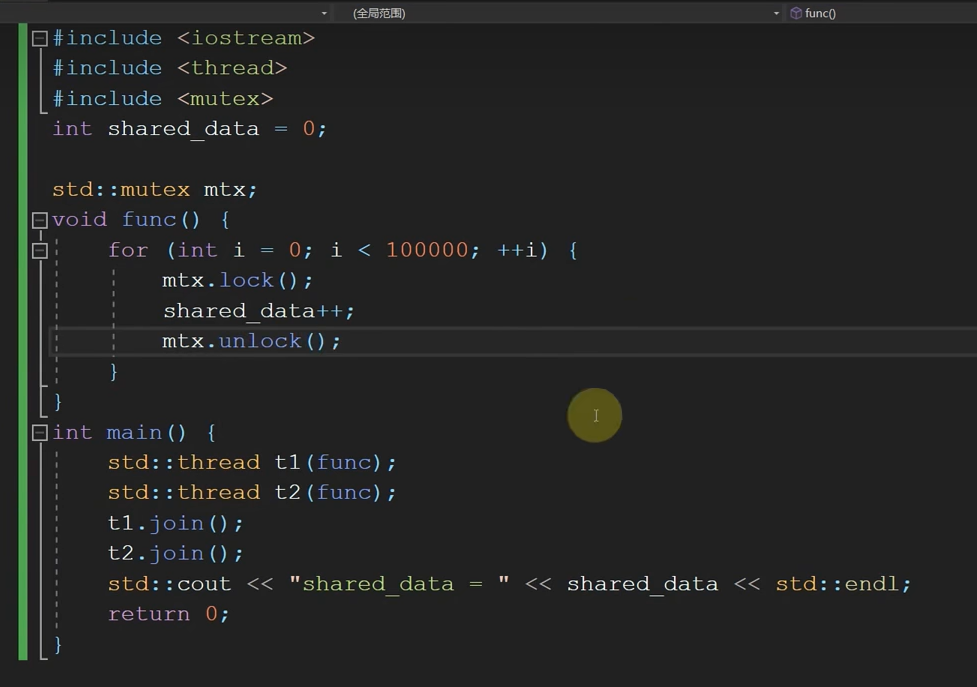 (全局范围) func()
#include <iostream>
#include <thread>
#include <mutex>
int shared_data = 0;
std::mutex mtx;
void func() {
for (int i = 0; i < 100000; ++i) {
mtx.lock();
shared_data++;
mtx.unlock();
}
}
int main() {
std::thread t1(func);
std::thread t2(func);
t1.join();
t2.join();
std::cout << "shared_data = " << shared_data << std::endl;
return 0;
}